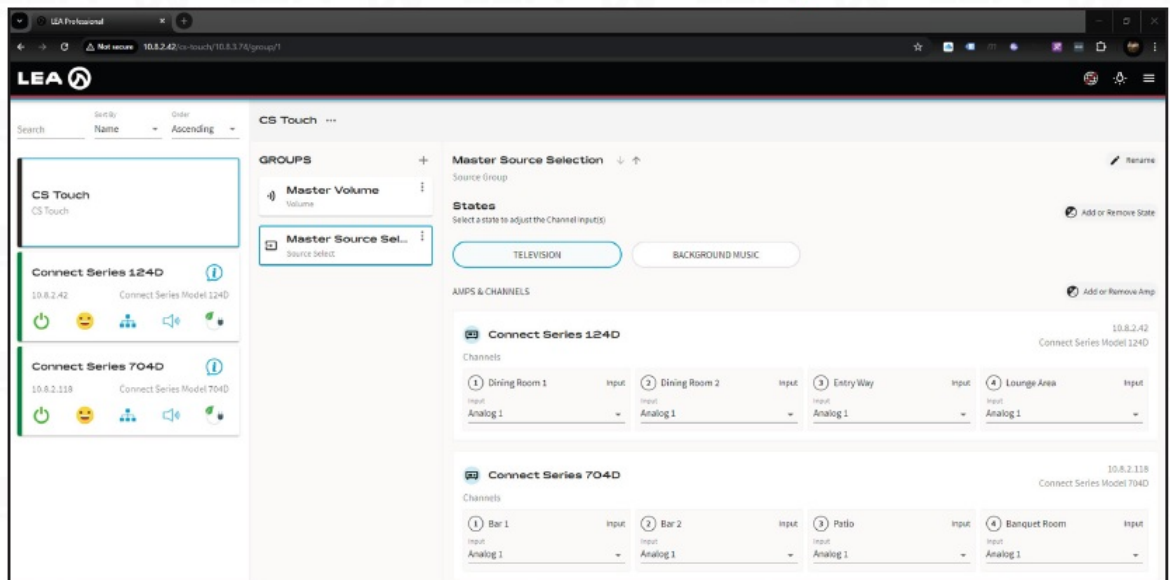 LEA Professional
Not secure 10.8.2.42/cs-touch/10.8.3.74/group/1
LEA
Search
Sort By
Name
Order
Ascending
CS Touch
CS Touch
Connect Series 124D
10.8.2.42 Connect Series Model 124D
Connect Series 704D
10.8.2.118 Connect Series Model 704D
CS Touch ...
GROUPS +
Master Volume
Volume
Master Source Sel...
Source Select
Master Source Selection
Rename
Source Group
States
Select a state to adjust the Channel Input(s)
Add or Remove State
TELEVISION BACKGROUND MUSIC
AMPS & CHANNELS
Add or Remove Amp
Connect Series 124D
10.8.2.42
Connect Series Model 124D
Channels
1 Dining Room 1 Input
Input
Analog 1
2 Dining Room 2 Input
Input
Analog 1
3 Entry Way Input
Input
Analog 1
4 Lounge Area Input
Input
Analog 1
Connect Series 704D
10.8.2.118
Connect Series Model 704D
Channels
1 Bar 1 Input
Input
Analog 1
2 Bar 2 Input
Input
Analog 1
3 Patio Input
Input
Analog 1
4 Banquet Room Input
Input
Analog 1